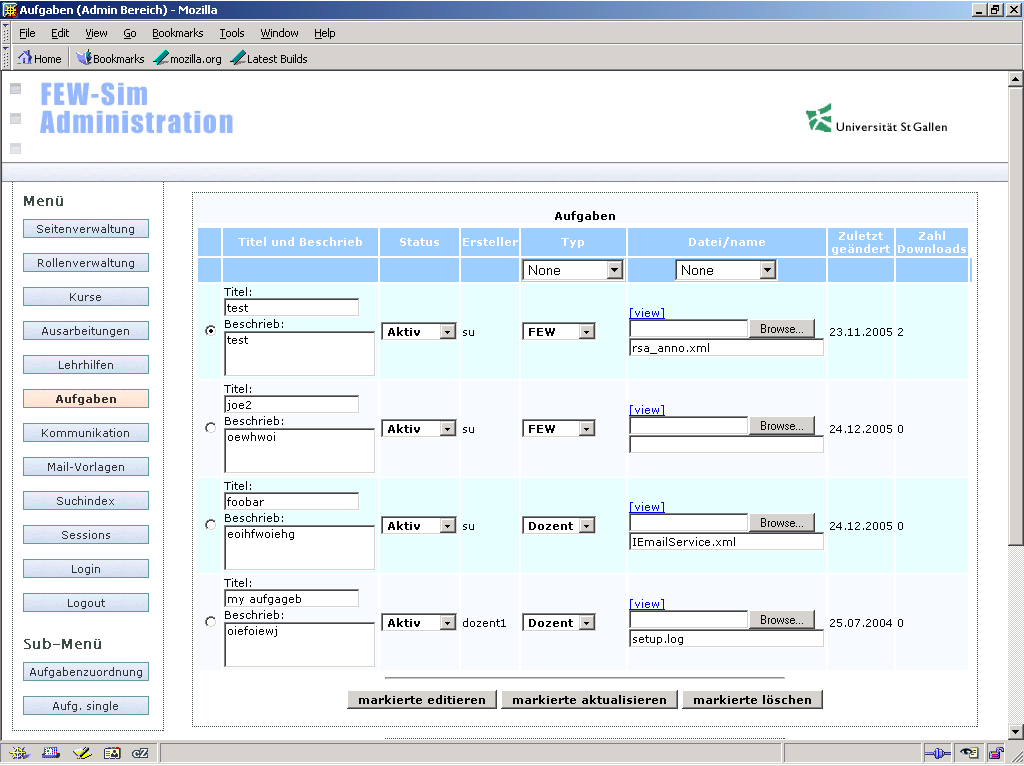 Aufgaben (Admin Bereich) - Mozilla
File Edit View Go Bookmarks Tools Window Help
Home Bookmarks mozilla.org Latest Builds
FEW-Sim
Administration
Universität St Gallen
Menü
Seitenverwaltung
Rollenverwaltung
Kurse
Ausarbeitungen
Lehrhilfen
Aufgaben
Kommunikation
Mail-Vorlagen
Suchindex
Sessions
Login
Logout
Sub-Menü
Aufgabenzuordnung
Aufg. single
Aufgaben
Titel und Beschrieb Status Ersteller Typ Datei/name Zuletzt geändert Zahl Downloads
None None
Titel:
test
Beschrieb:
test
Aktiv su FEW
[view]
Browse...
rsa_anno.xml
23.11.2005 2
Titel:
joe2
Beschrieb:
oewhwoi
Aktiv su FEW
[view]
Browse...
24.12.2005 0
Titel:
foobar
Beschrieb:
eoihfwoiehg
Aktiv su Dozent
[view]
Browse...
IEmailService.xml
24.12.2005 0
Titel:
my aufgageb
Beschrieb:
oiefoiewj
Aktiv dozent1 Dozent
[view]
Browse...
setup.log
25.07.2004 0
markierte editieren markierte aktualisieren markierte löschen
cZ